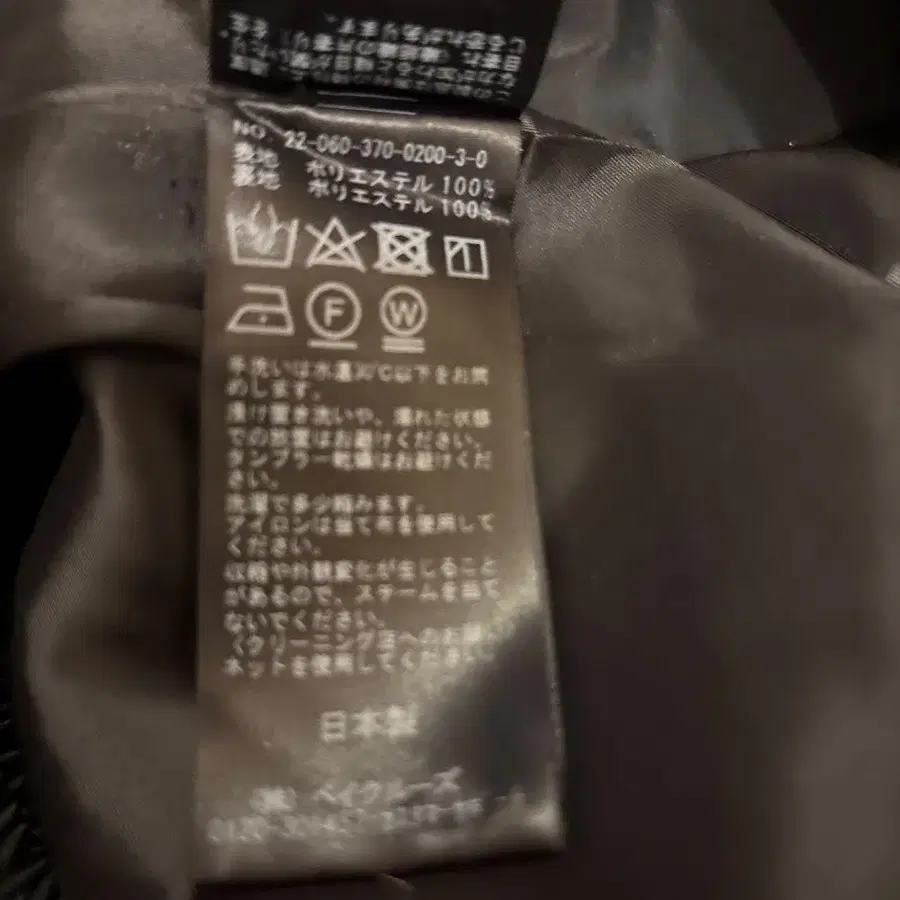 NO. 22-060-370-0200-3-0
表地 ポリエステル 100%
裏地 ポリエステル 100%
F
W
手洗いは水温30℃以下をお奨
めします。
漬け置き洗いや、濡れた状態
での放置はお避けください。
タンブラー乾燥はお避けくだ
さい。
洗濯で多少縮みます。
アイロンは当て布を使用して
ください。
収縮や外観変化が生じること
があるので、スチームを当て
ないでください。
〈クリーニング店へのお願
ネットを使用してください
日本製
(株) ベイクルーズ